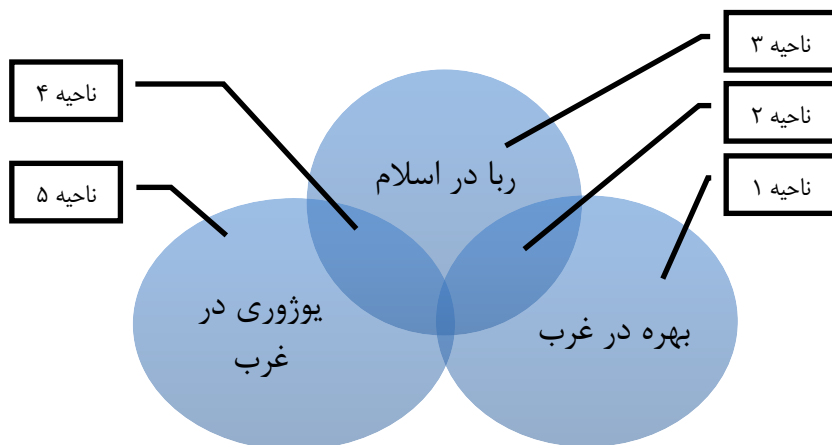 ناحیه ۳
ناحیه ۴
ناحیه ۲
ربا در اسلام
ناحیه ۱
ناحیه ۵
یوژوری در
غرب
بهره در غرب